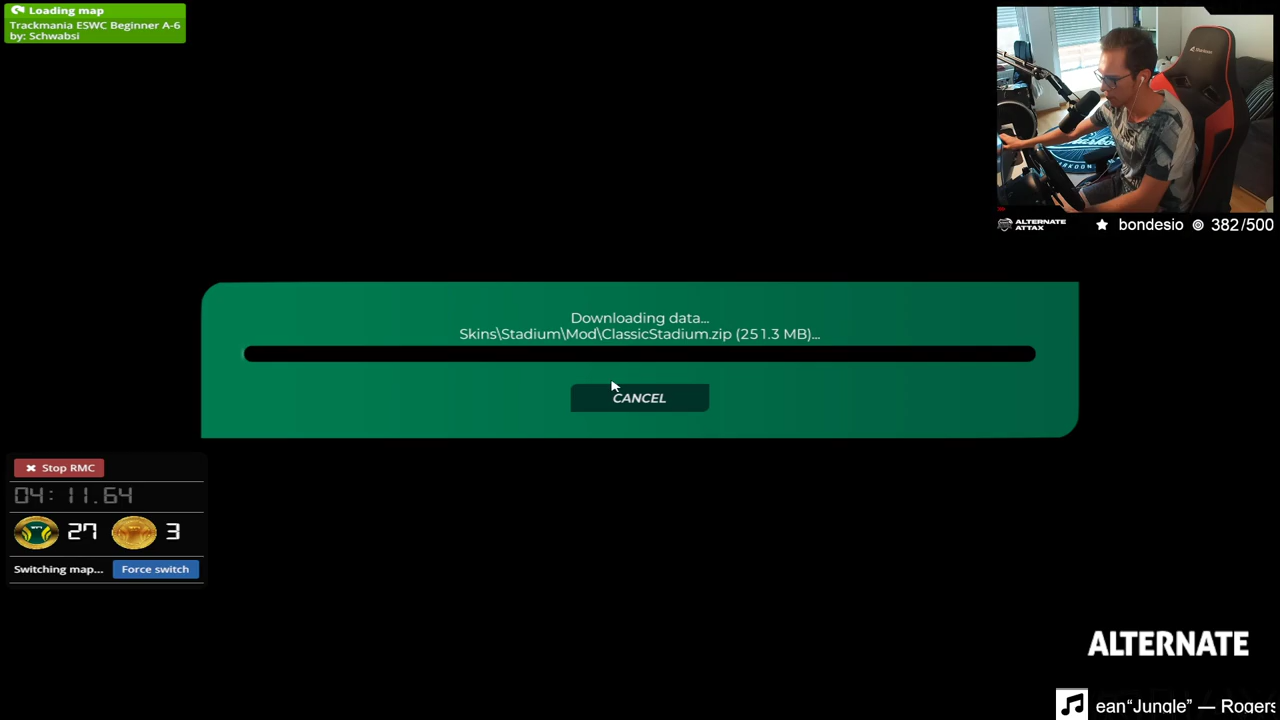 Loading map
Trackmania ESWC Beginner A-6
by: Schwabsi
ALTERNATE
ATTAX
bondesio
382/500
Downloading data...
Skins\Stadium\Mod\ClassicStadium.zip (251.3 MB)...
CANCEL
Stop RMC
04:11.64
27
3
Switching map...
Force switch
ALTERNATE
ean“Jungle” — Rogers